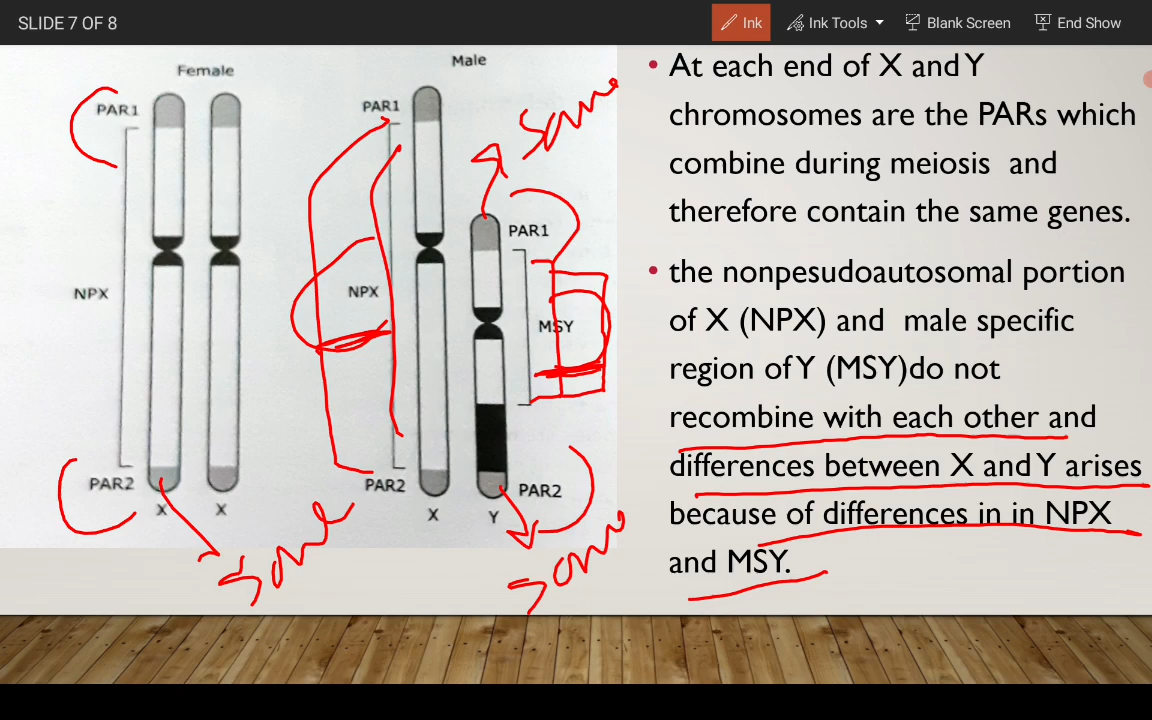 SLIDE 7 OF 8
Ink
Ink Tools
Blank Screen
End Show
Female
Male
PAR1
PAR1
same
PAR1
NPX
NPX
MSY
PAR2
X
X
PAR2
X
Y
PAR2
same
same
• At each end of X and Y
chromosomes are the PARs which
combine during meiosis and
therefore contain the same genes.
• the nonpesudoautosomal portion
of X (NPX) and male specific
region of Y (MSY)do not
recombine with each other and
differences between X and Y arises
because of differences in in NPX
and MSY.